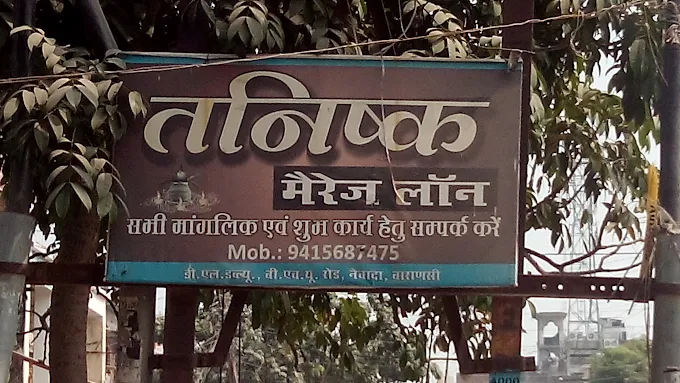 तनिष्क
मैरेज लॉन
सभी मांगलिक एवं शुभ कार्य हेतु सम्पर्क करें
Mob.: 9415687475
डी.एल.डब्ल्यू., बी.एच.यू. रोड, नेवादा, वाराणसी